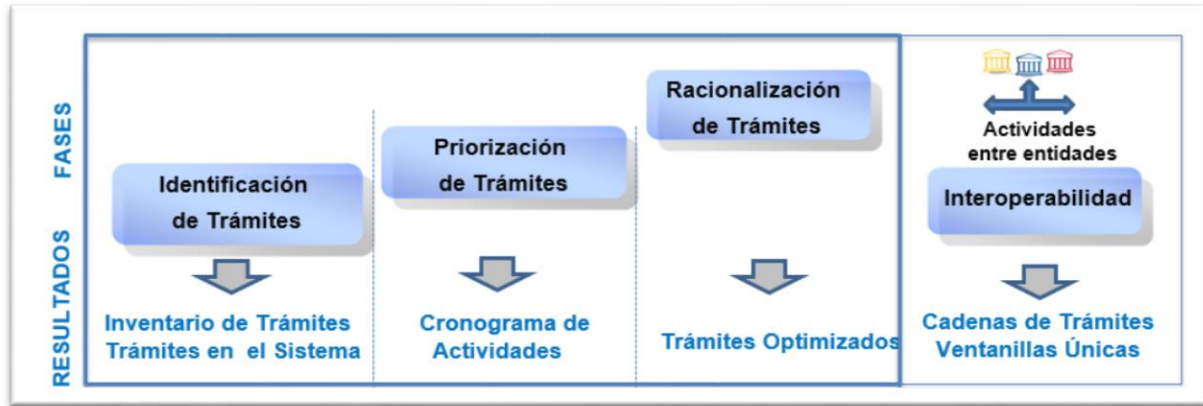 FASES
Identificación
de Trámites
Priorización
de Trámites
Racionalización
de Trámites
Actividades
entre entidades
Interoperabilidad
RESULTADOS
Inventario de Trámites
Trámites en el Sistema
Cronograma de
Actividades
Trámites Optimizados
Cadenas de Trámites
Ventanillas Únicas